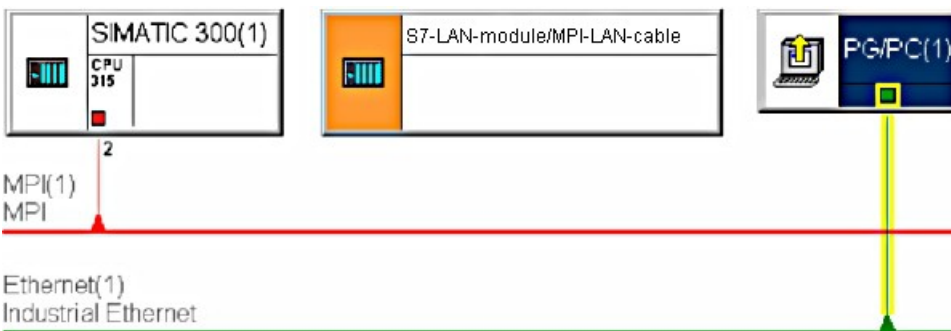 SIMATIC 300(1)
CPU
315
2
S7-LAN-module/MPI-LAN-cable
PG/PC(1)
MPI(1)
MPI
Ethernet(1)
Industrial Ethernet